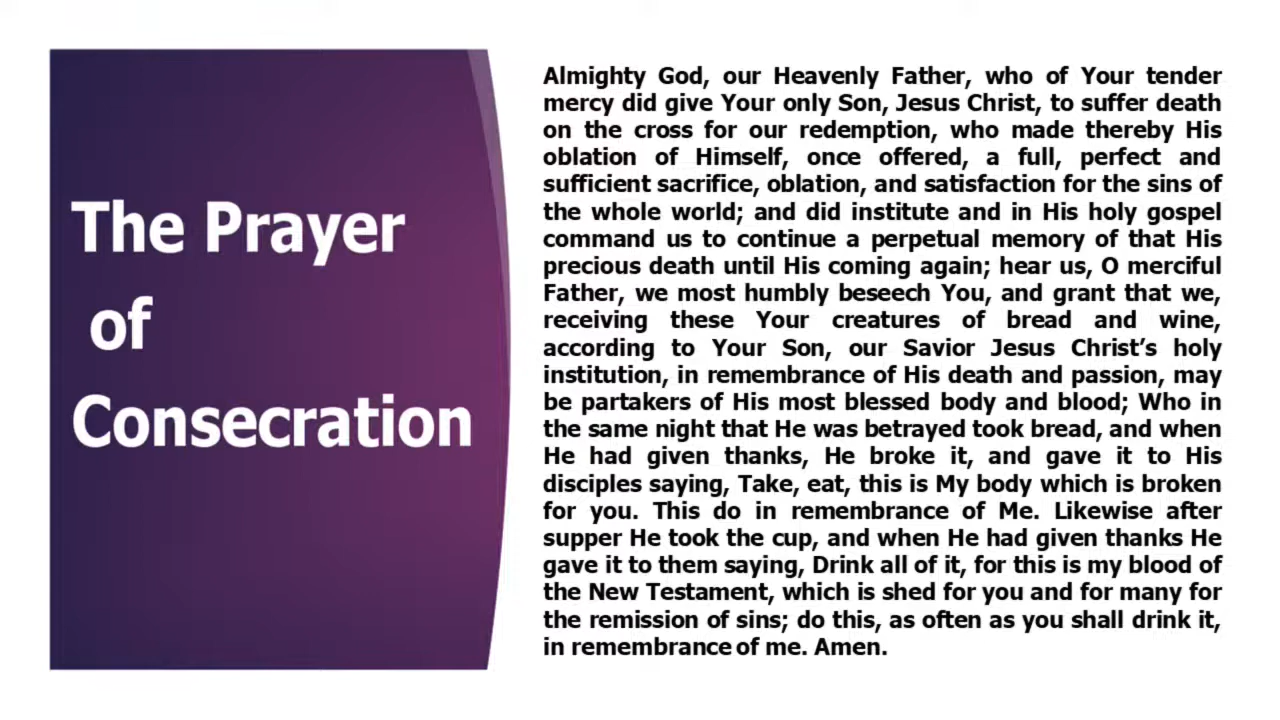 The Prayer
of
Consecration
Almighty God, our Heavenly Father, who of Your tender
mercy did give Your only Son, Jesus Christ, to suffer death
on the cross for our redemption, who made thereby His
oblation of Himself, once offered, a full, perfect and
sufficient sacrifice, oblation, and satisfaction for the sins of
the whole world; and did institute and in His holy gospel
command us to continue a perpetual memory of that His
precious death until His coming again; hear us, O merciful
Father, we most humbly beseech You, and grant that we,
receiving these Your creatures of bread and wine,
according to Your Son, our Savior Jesus Christ’s holy
institution, in remembrance of His death and passion, may
be partakers of His most blessed body and blood; Who in
the same night that He was betrayed took bread, and when
He had given thanks, He broke it, and gave it to His
disciples saying, Take, eat, this is My body which is broken
for you. This do in remembrance of Me. Likewise after
supper He took the cup, and when He had given thanks He
gave it to them saying, Drink all of it, for this is my blood of
the New Testament, which is shed for you and for many for
the remission of sins; do this, as often as you shall drink it,
in remembrance of me. Amen.